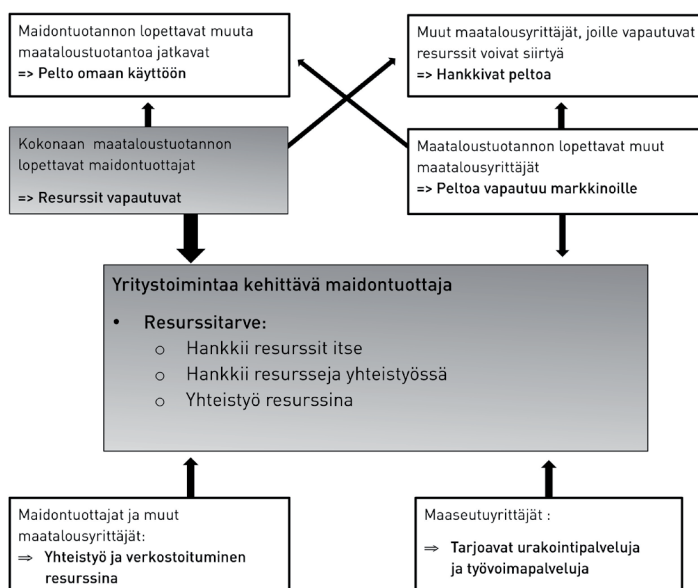 Maidontuotannon lopettavat muuta
maataloustuotantoa jatkavat
=> Pelto omaan käyttöön
Muut maatalousyrittäjät, joille vapautuvat
resurssit voivat siirtyä
=> Hankkivat peltoa
Kokonaan maataloustuotannon
lopettavat maidontuottajat
=> Resurssit vapautuvat
Maataloustuotannon lopettavat muut
maatalousyrittäjät
=> Peltoa vapautuu markkinoille
Yritystoimintaa kehittävä maidontuottaja
• Resurssitarve:
o Hankkii resurssit itse
o Hankkii resursseja yhteistyössä
o Yhteistyö resurssina
Maidontuottajat ja muut
maatalousyrittäjät:
⇒ Yhteistyö ja verkostoituminen
resurssina
Maaseutuyrittäjät :
⇒ Tarjoavat urakointipalveluja
ja työvoimapalveluja